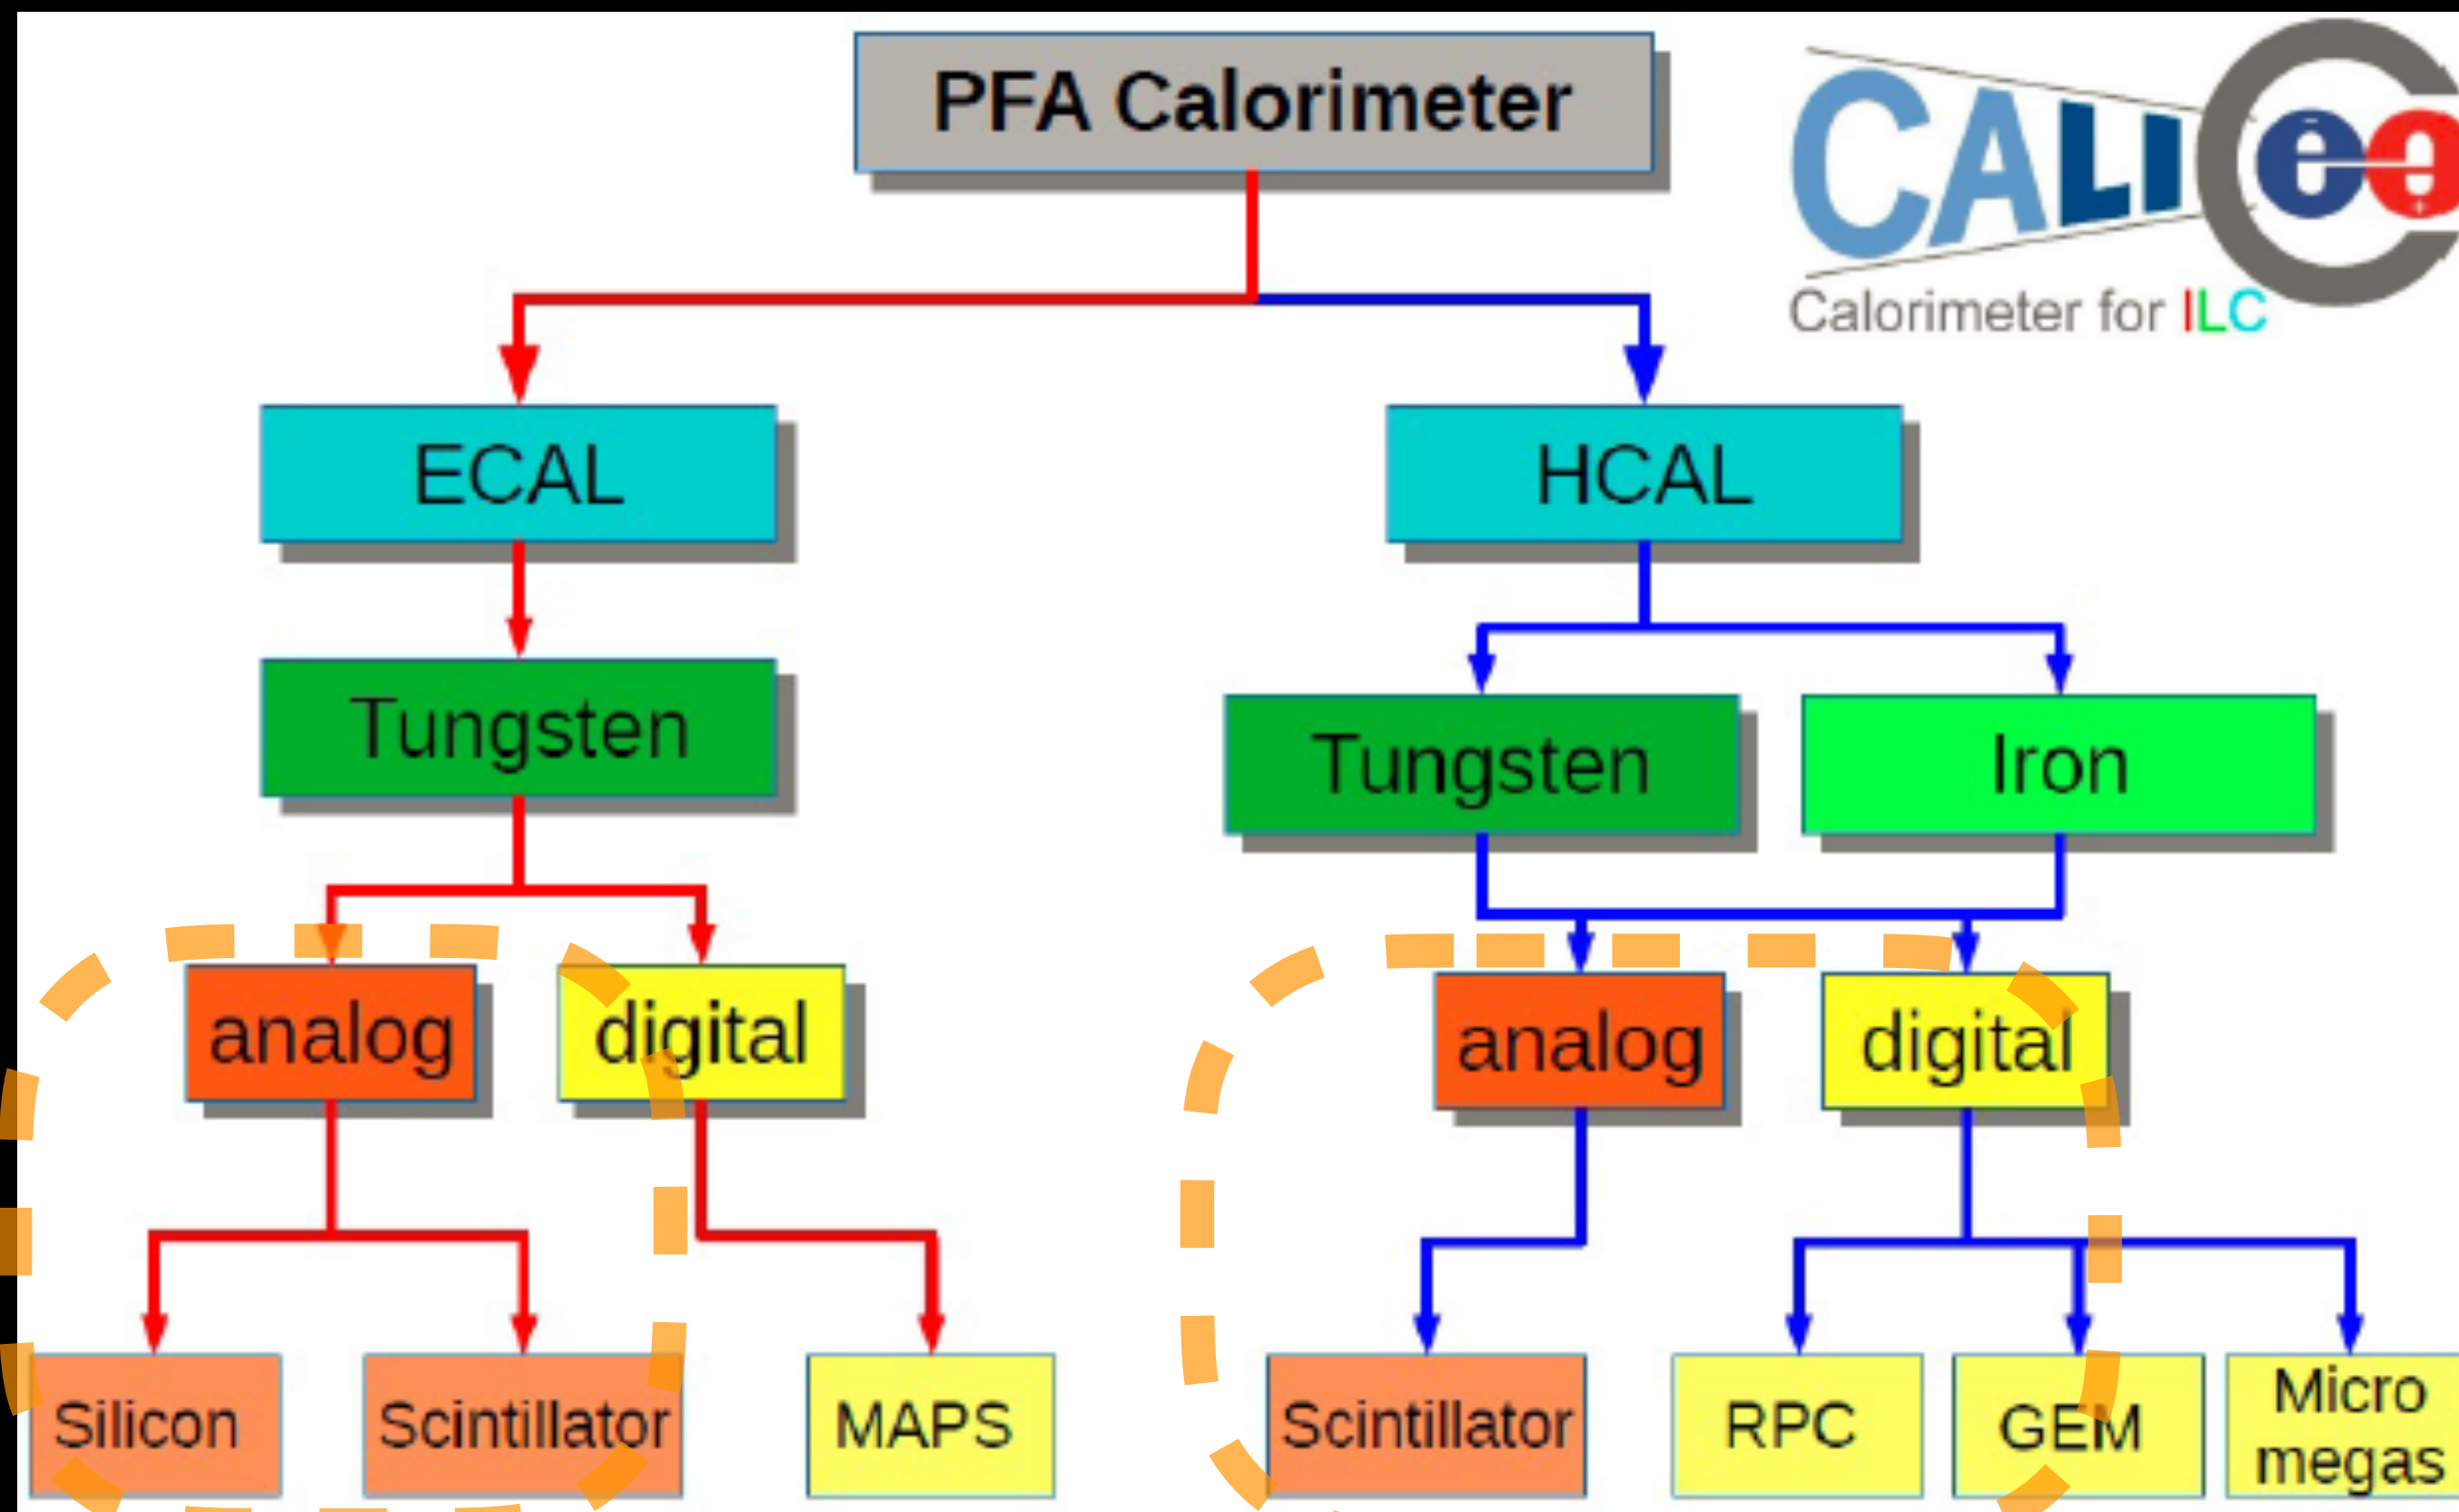 PFA Calorimeter
CALICe e
Calorimeter for ILC
ECAL
HCAL
Tungsten
Tungsten
Iron
analog
digital
analog
digital
Silicon
Scintillator
MAPS
Scintillator
RPC
GEM
Micro
megas